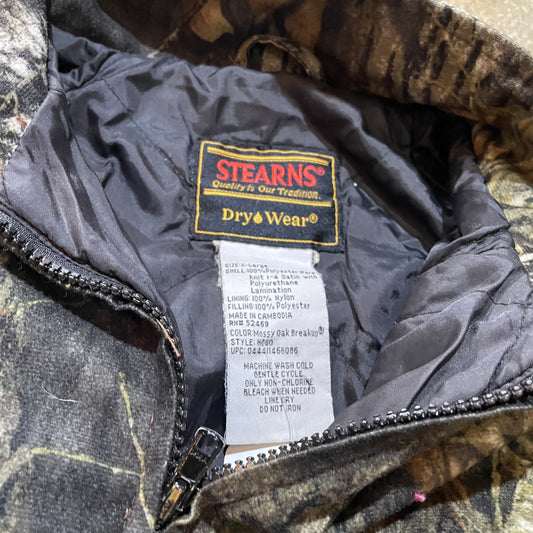 STEARNS®
Quality Is Our Tradition.
Dry Wear®
SIZE: X-Large
SHELL: 100% Polyester Warp
Knit 1-4 Satin with
Polyurethane
Lamination
LINING: 100% Nylon
FILLING: 100% Polyester
MADE IN CAMBODIA
RN# 52469
COLOR: Mossy Oak Breakup®
STYLE: H080
UPC: 044411466086
MACHINE WASH COLD
GENTLE CYCLE
ONLY NON-CHLORINE
BLEACH WHEN NEEDED
LINE DRY
DO NOT IRON